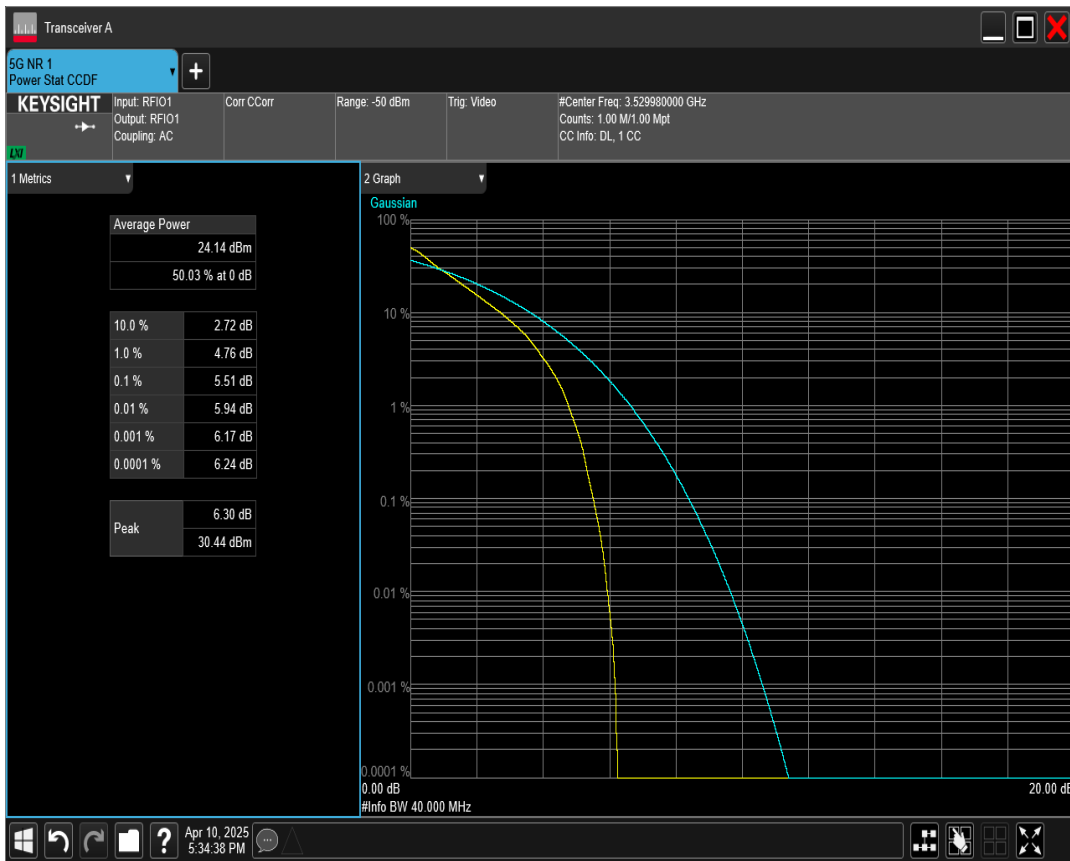 Transceiver A
5G NR 1
Power Stat CCDF
+
KEYSIGHT
LXI
Input: RFIO1
Output: RFIO1
Coupling: AC
Corr CCorr
Range: -50 dBm
Trig: Video
#Center Freq: 3.529980000 GHz
Counts: 1.00 M/1.00 Mpt
CC Info: DL, 1 CC
1 Metrics
Average Power
24.14 dBm
50.03 % at 0 dB
10.0 % 2.72 dB
1.0 % 4.76 dB
0.1 % 5.51 dB
0.01 % 5.94 dB
0.001 % 6.17 dB
0.0001 % 6.24 dB
Peak
6.30 dB
30.44 dBm
2 Graph
Gaussian
100 %
10 %
1 %
0.1 %
0.01 %
0.001 %
0.0001 %
0.00 dB 20.00 dB
#Info BW 40.000 MHz
?
Apr 10, 2025
5:34:38 PM